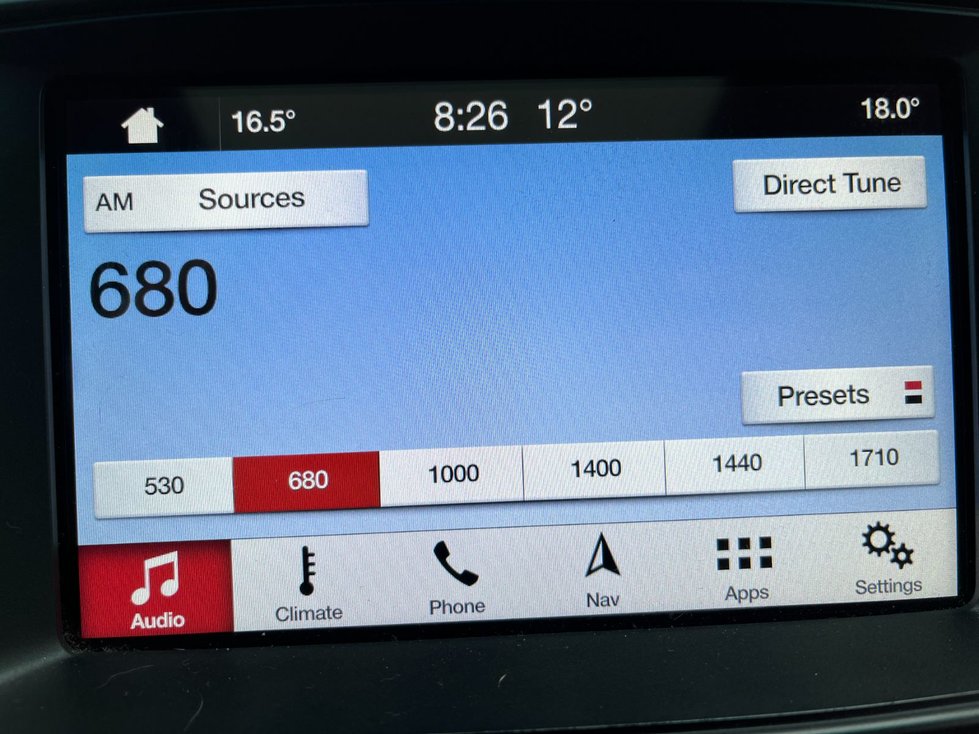 16.5° 8:26 12° 18.0°
AM Sources Direct Tune
680
Presets
530 680 1000 1400 1440 1710
Audio Climate Phone Nav Apps Settings